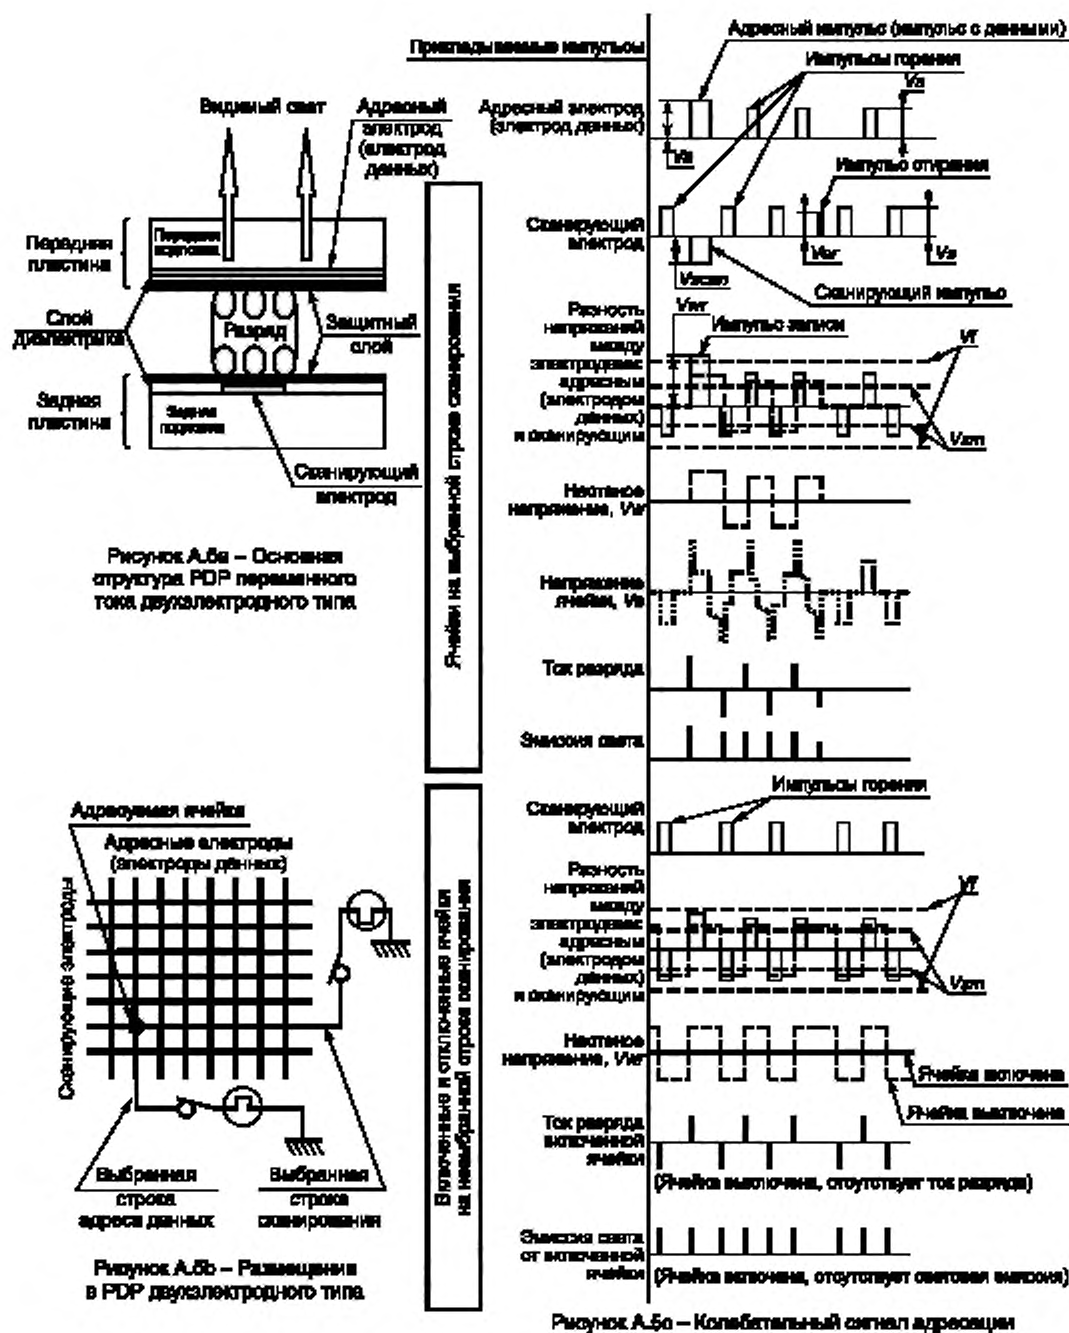 Видимый свет
Адресный
электрод
(электрод
данных)
Передняя
пластина
Передняя
подложка
Слой
диэлектрика
Разряд
Защитный
слой
Задняя
пластина
Задняя
подложка
Сканирующий
электрод
Рисунок А.5а – Основная
структура PDP переменного
тока двухэлектродного типа
Адресуемая ячейка
Адресные электроды
(электроды данных)
Сканирующие электроды
Выбранная
строка
адреса данных
Выбранная
строка
сканирования
Рисунок А.5b – Размещение
в PDP двухэлектродного типа
Ячейки на выбранной строке сканирования
Включенные и отключенные ячейки
на невыбранной строке сканирования
Прикладываемые импульсы
Адресный импульс (импульс с данными)
Импульсы горения
Адресный электрод
(электрод данных)
Va
Vs
Импульс стирания
Сканирующий
электрод
Vscan
Ver
Vs
Сканирующий импульс
Разность
напряжений
между
электродами:
адресным
(электродом
данных)
и сканирующим
Vwr
Импульс записи
Vf
Vsm
Настеное
напряжение, Vw
Напряжение
ячейки,
Ток разряда
Эмиссия света
Импульсы горения
Сканирующий
электрод
Разность
напряжений
между
электродами:
адресным
(электродом
данных)
и сканирующим
Vf
Vsm
Настеное
напряжение, Vw
Ячейка включена
Ячейка выключена
Ток разряда
включенной
ячейки
(Ячейка выключена, отсутствует ток разряда)
Эмиссия света
от включенной
ячейки
(Ячейка включена, отсутствует световая эмиссия)
Рисунок А.5с – Колебательный сигнал адресации